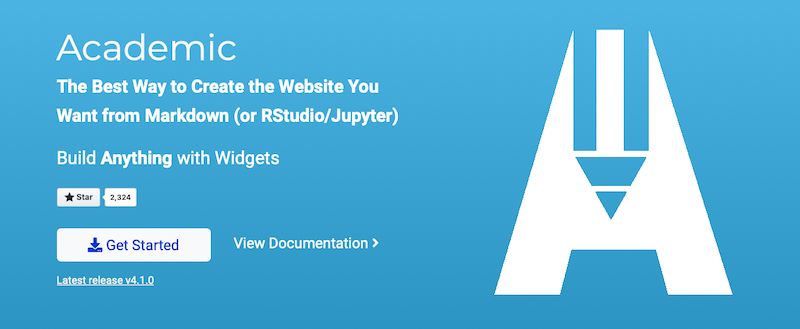 Academic
The Best Way to Create the Website You
Want from Markdown (or RStudio/Jupyter)
Build Anything with Widgets
Star 2,324
Get Started View Documentation
Latest release v4.1.0